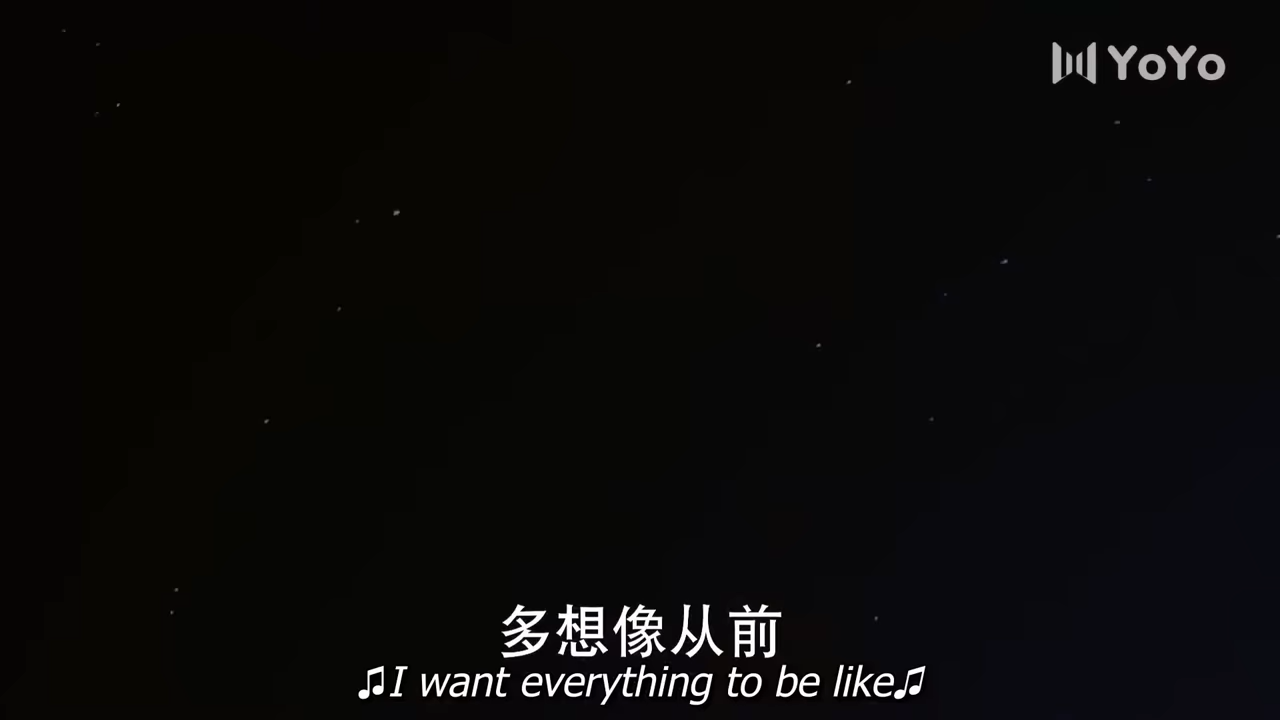 YoYo
多想像从前
♫I want everything to be like♫